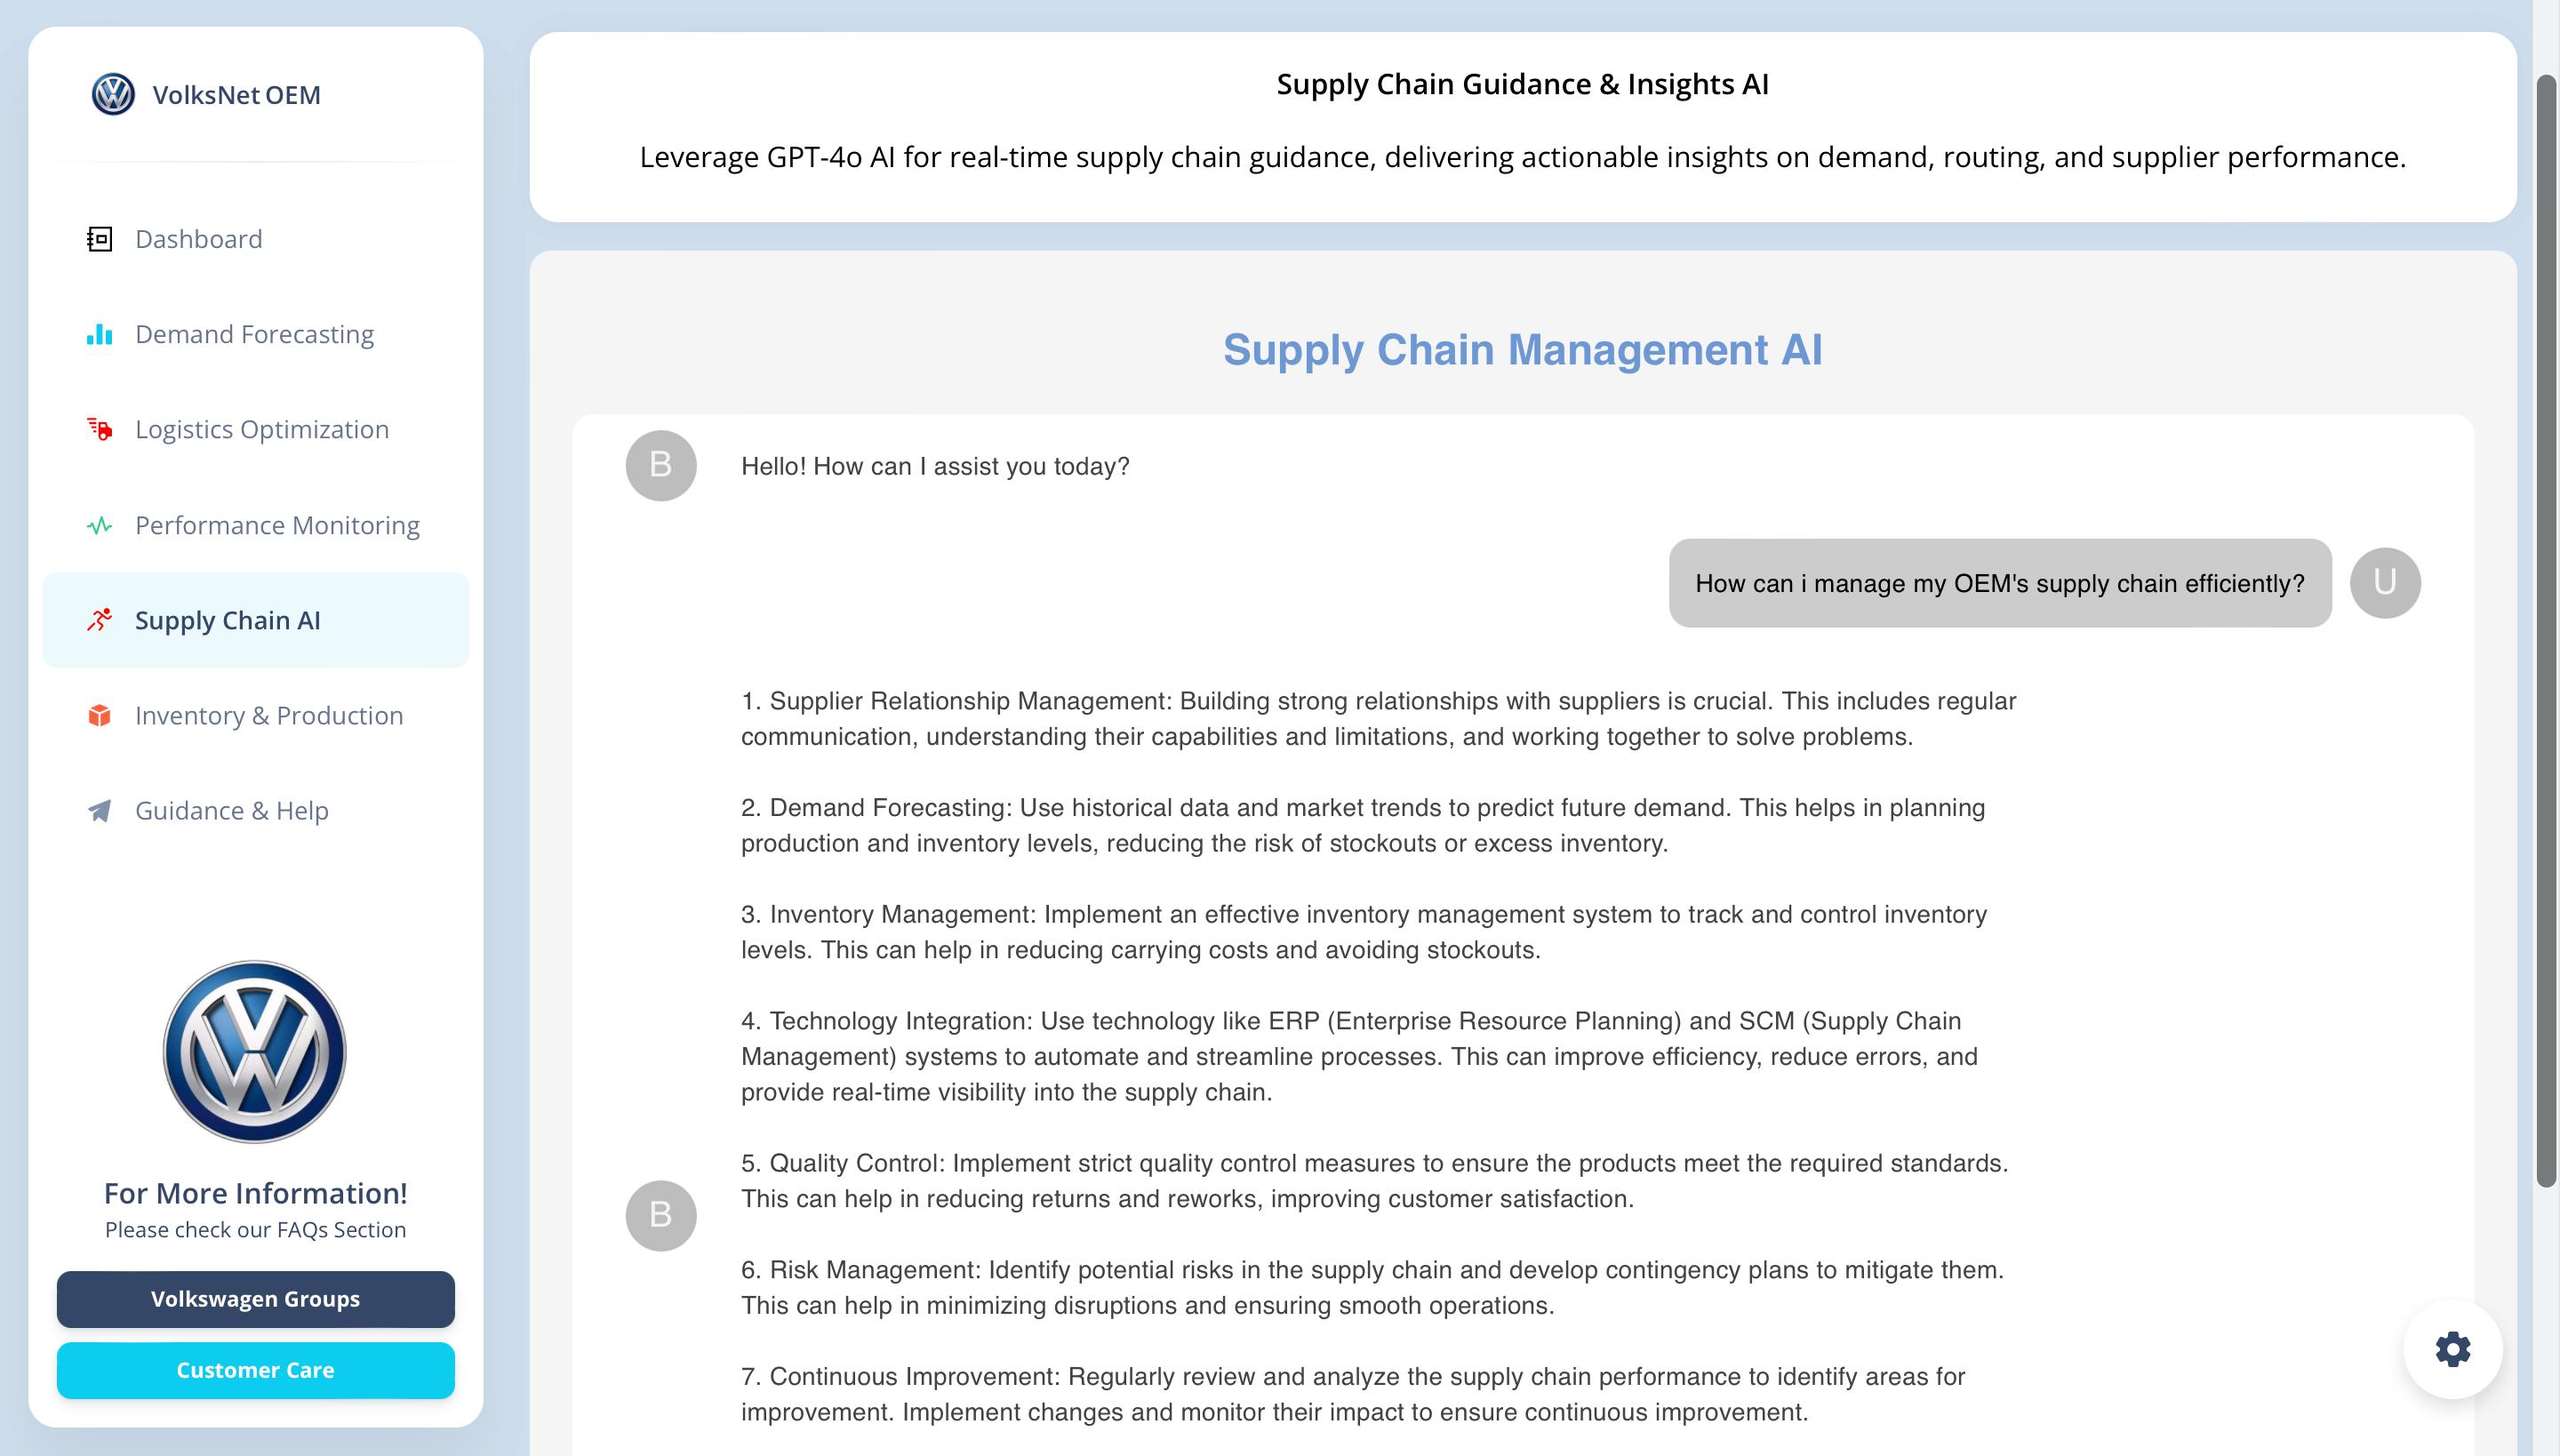 VolksNet OEM
Dashboard
Demand Forecasting
Logistics Optimization
Performance Monitoring
Supply Chain AI
Inventory & Production
Guidance & Help
For More Information!
Please check our FAQs Section
Volkswagen Groups
Customer Care
Supply Chain Guidance & Insights AI
Leverage GPT-4o AI for real-time supply chain guidance, delivering actionable insights on demand, routing, and supplier performance.
Supply Chain Management AI
B
Hello! How can I assist you today?
How can i manage my OEM's supply chain efficiently?
U
1. Supplier Relationship Management: Building strong relationships with suppliers is crucial. This includes regular
communication, understanding their capabilities and limitations, and working together to solve problems.
2. Demand Forecasting: Use historical data and market trends to predict future demand. This helps in planning
production and inventory levels, reducing the risk of stockouts or excess inventory.
3. Inventory Management: Implement an effective inventory management system to track and control inventory
levels. This can help in reducing carrying costs and avoiding stockouts.
4. Technology Integration: Use technology like ERP (Enterprise Resource Planning) and SCM (Supply Chain
Management) systems to automate and streamline processes. This can improve efficiency, reduce errors, and
provide real-time visibility into the supply chain.
5. Quality Control: Implement strict quality control measures to ensure the products meet the required standards.
This can help in reducing returns and reworks, improving customer satisfaction.
B
6. Risk Management: Identify potential risks in the supply chain and develop contingency plans to mitigate them.
This can help in minimizing disruptions and ensuring smooth operations.
7. Continuous Improvement: Regularly review and analyze the supply chain performance to identify areas for
improvement. Implement changes and monitor their impact to ensure continuous improvement.